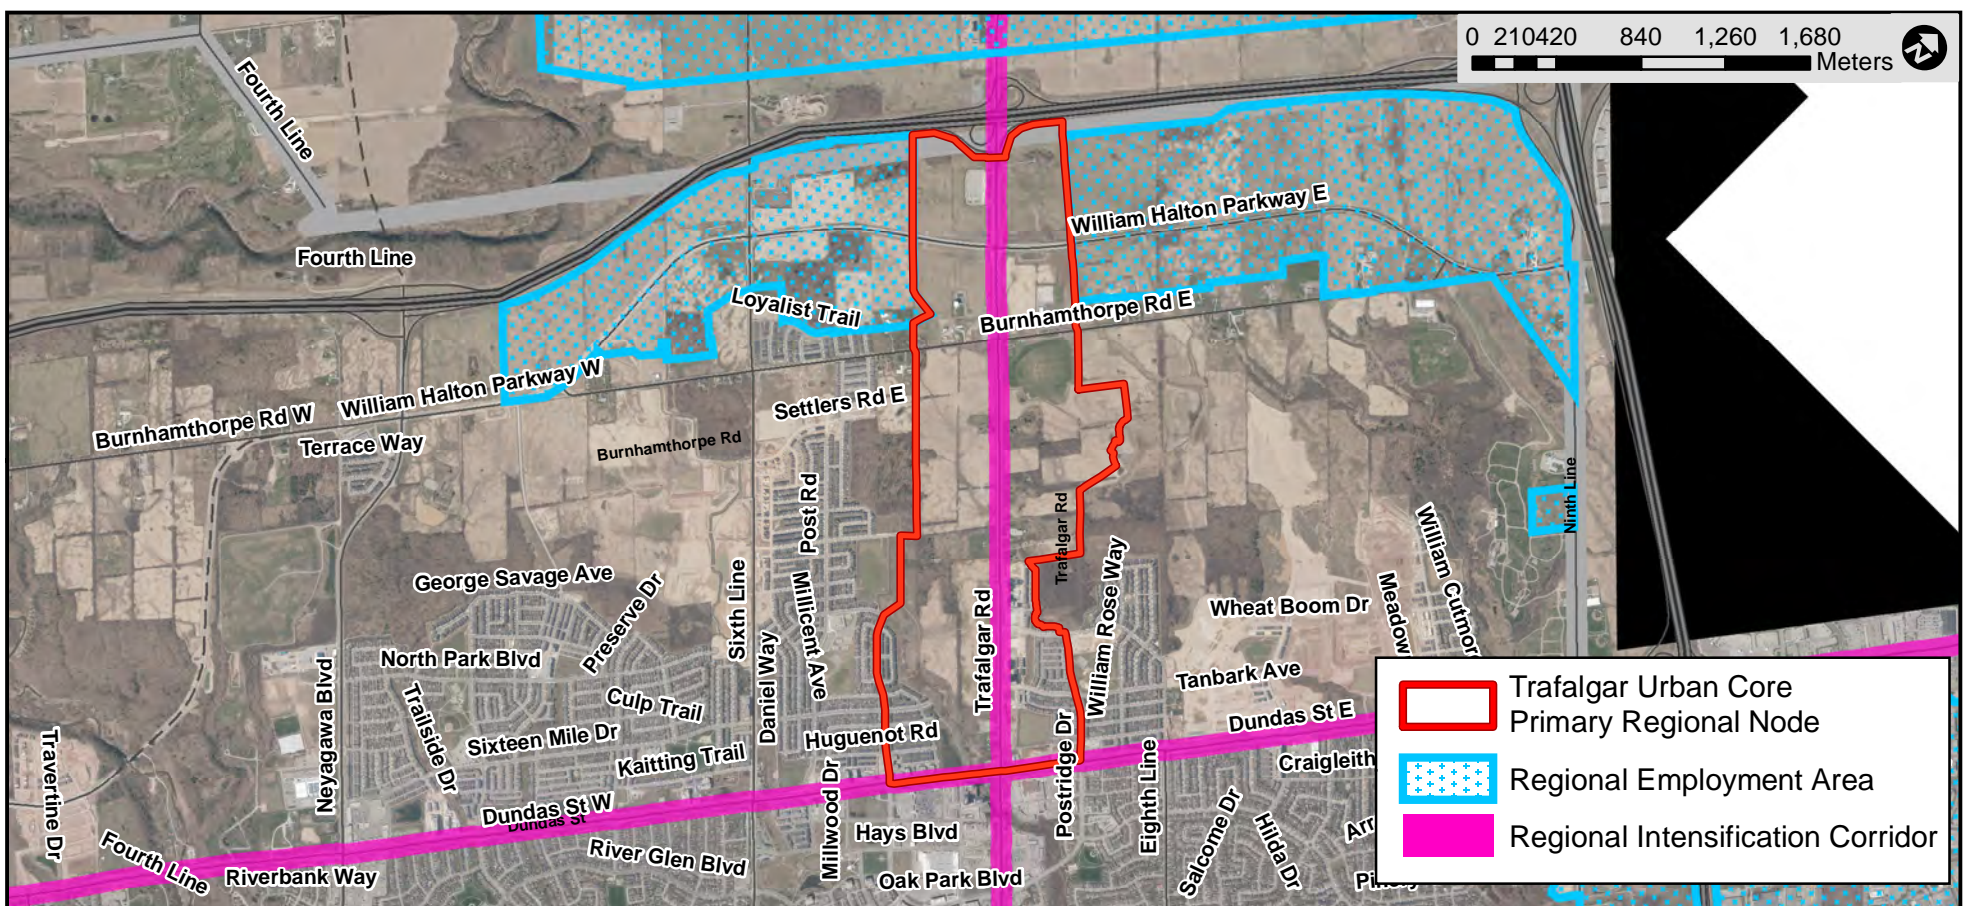 0 210420 840 1,260 1,680
Meters
Fourth Line
Fourth Line
William Halton Parkway E
Loyalist Trail
Burnhamthorpe Rd E
William Halton Parkway W
Burnhamthorpe Rd W
Settlers Rd E
Terrace Way
Burnhamthorpe Rd
Ninth Line
Post Rd
Trafalgar Rd
William Cutmor
George Savage Ave
Preserve Dr
Sixth Line
Millicent Ave
Trafalgar Rd
William Rose Way
Wheat Boom Dr
Meadow
North Park Blvd
Neyagawa Blvd
Trailside Dr
Culp Trail
Daniel Way
Tanbark Ave
Dundas St E
Travertine Dr
Sixteen Mile Dr
Kaitting Trail
Huguenot Rd
Millwood Dr
Postridge Dr
Eighth Line
Craigleith
Dundas St W
Dundas St
Hays Blvd
Salcome Dr
Hilda Dr
Arr
Fourth Line
Riverbank Way
River Glen Blvd
Oak Park Blvd
Trafalgar Urban Core
Primary Regional Node
Regional Employment Area
Regional Intensification Corridor